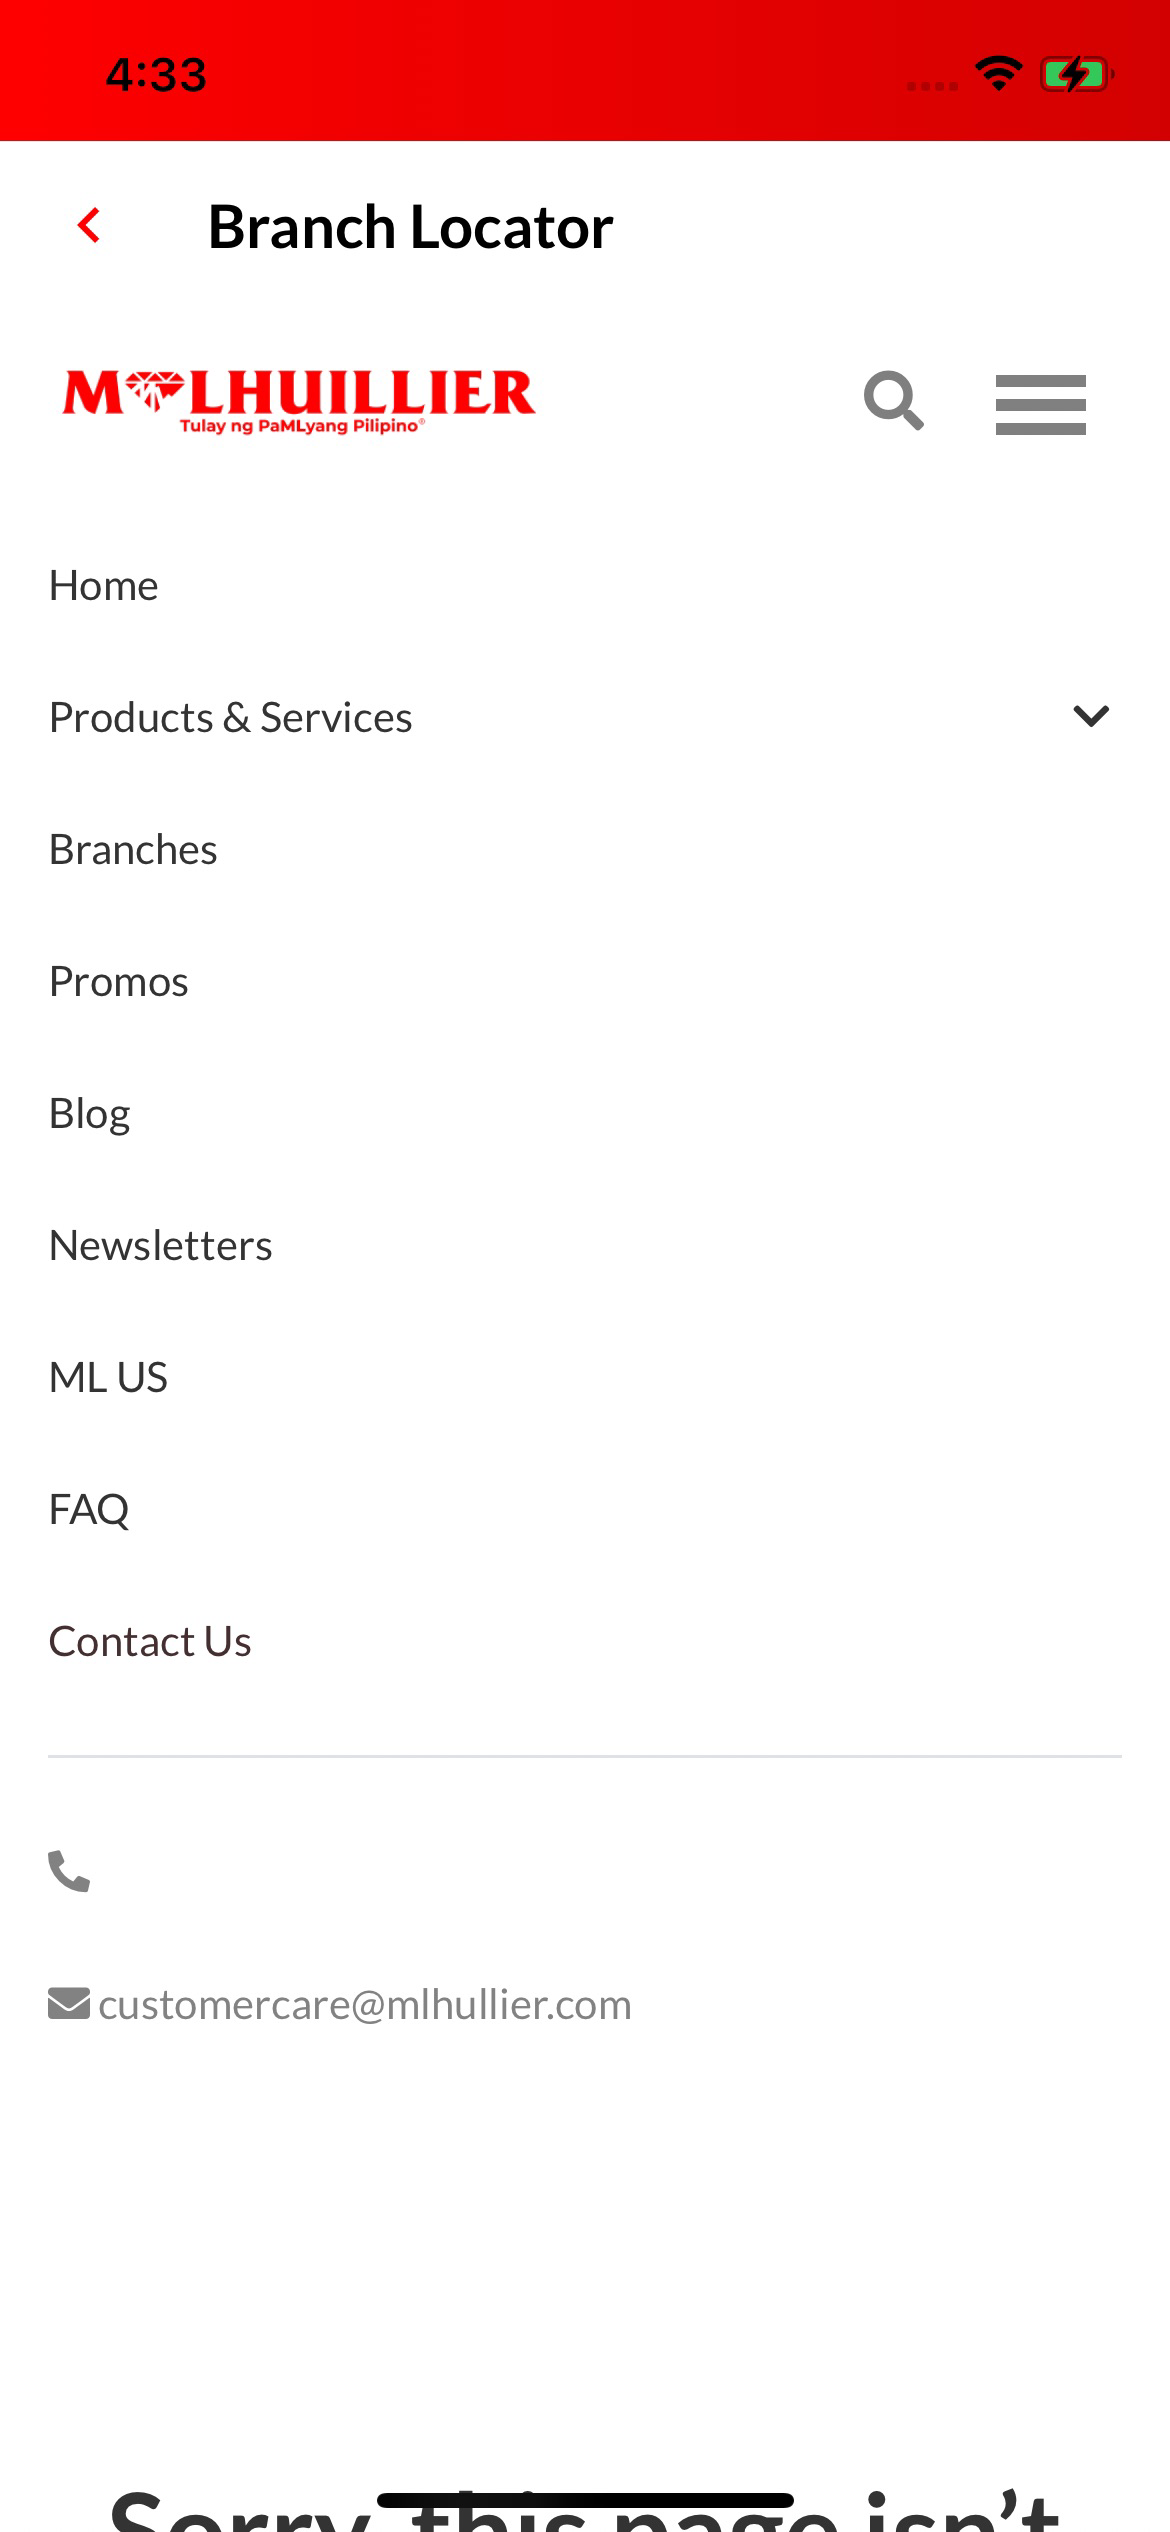 4:33
Branch Locator
M LHUILLIER
Tulay ng PaMLyang Pilipino®
Home
Products & Services
Branches
Promos
Blog
Newsletters
ML US
FAQ
Contact Us
customercare@mlhullier.com
Sorry, this page isn’t